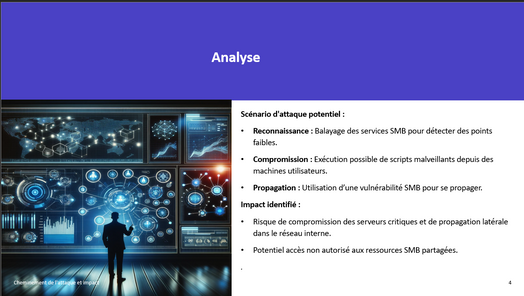 Analyse
Scénario d'attaque potentiel :
• Reconnaissance : Balayage des services SMB pour détecter des points
faibles.
• Compromission : Exécution possible de scripts malveillants depuis des
machines utilisateurs.
• Propagation : Utilisation d'une vulnérabilité SMB pour se propager.
Impact identifié :
• Risque de compromission des serveurs critiques et de propagation latérale
dans le réseau interne.
• Potentiel accès non autorisé aux ressources SMB partagées.
.
Cheminement de l'attaque et impact
4